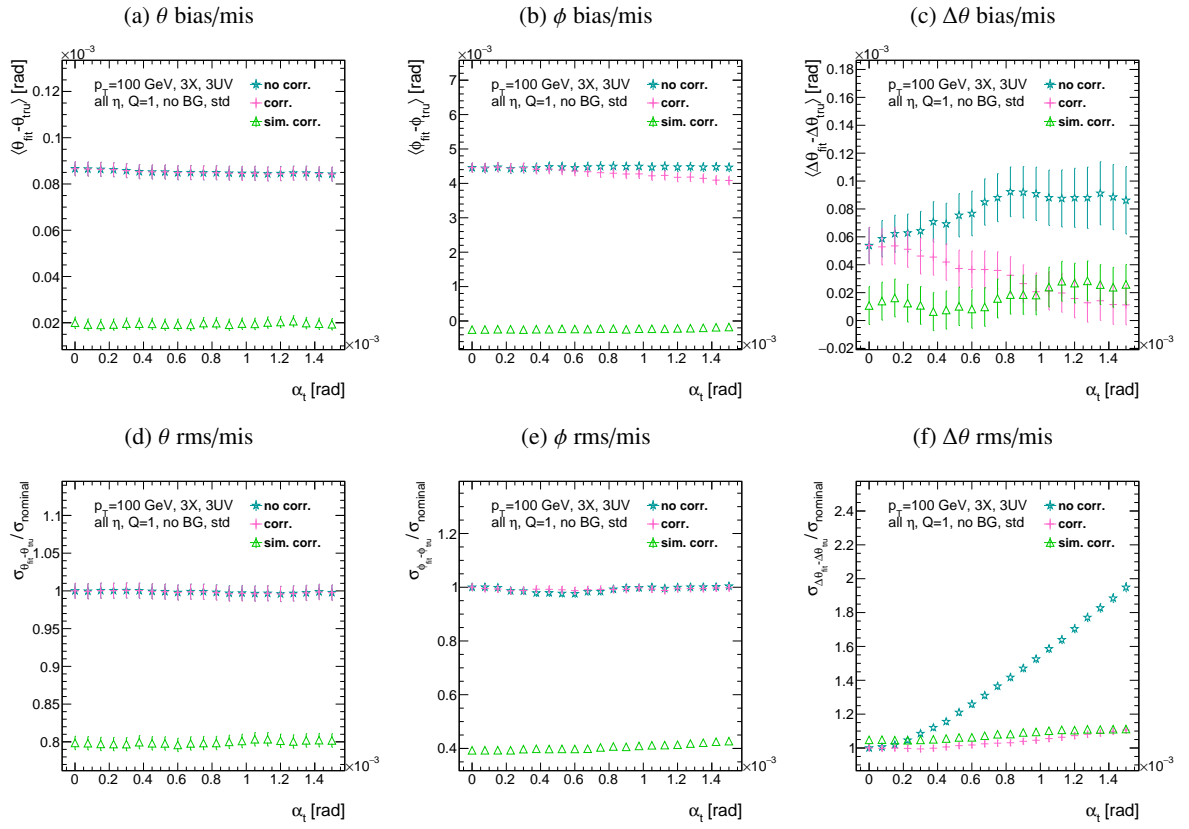 (a) θ bias/mis
×10⁻³
⟨θ_fit-θ_tru⟩ [rad]
0.12
0.1
0.08
0.06
0.04
0.02
p_T=100 GeV, 3X, 3UV
all η, Q=1, no BG, std
no corr.
corr.
sim. corr.
0 0.2 0.4 0.6 0.8 1 1.2 1.4
×10⁻³
α_t [rad]
(b) ϕ bias/mis
×10⁻³
⟨ϕ_fit-ϕ_tru⟩ [rad]
7
6
5
4
3
2
1
0
p_T=100 GeV, 3X, 3UV
all η, Q=1, no BG, std
no corr.
corr.
sim. corr.
0 0.2 0.4 0.6 0.8 1 1.2 1.4
×10⁻³
α_t [rad]
(c) Δθ bias/mis
×10⁻³
⟨Δθ_fit-Δθ_tru⟩ [rad]
0.18
0.16
0.14
0.12
0.1
0.08
0.06
0.04
0.02
0
−0.02
p_T=100 GeV, 3X, 3UV
all η, Q=1, no BG, std
no corr.
corr.
sim. corr.
0 0.2 0.4 0.6 0.8 1 1.2 1.4
×10⁻³
α_t [rad]
(d) θ rms/mis
σ_θ_fit-θ_tru/σ_nominal
1.1
1.05
1
0.95
0.9
0.85
0.8
p_T=100 GeV, 3X, 3UV
all η, Q=1, no BG, std
no corr.
corr.
sim. corr.
0 0.2 0.4 0.6 0.8 1 1.2 1.4
×10⁻³
α_t [rad]
(e) ϕ rms/mis
σ_ϕ_fit-ϕ_tru/σ_nominal
1.2
1
0.8
0.6
0.4
p_T=100 GeV, 3X, 3UV
all η, Q=1, no BG, std
no corr.
corr.
sim. corr.
0 0.2 0.4 0.6 0.8 1 1.2 1.4
×10⁻³
α_t [rad]
(f) Δθ rms/mis
σ_Δθ_fit-Δθ_tru/σ_nominal
2.4
2.2
2
1.8
1.6
1.4
1.2
1
p_T=100 GeV, 3X, 3UV
all η, Q=1, no BG, std
no corr.
corr.
sim. corr.
0 0.2 0.4 0.6 0.8 1 1.2 1.4
×10⁻³
α_t [rad]